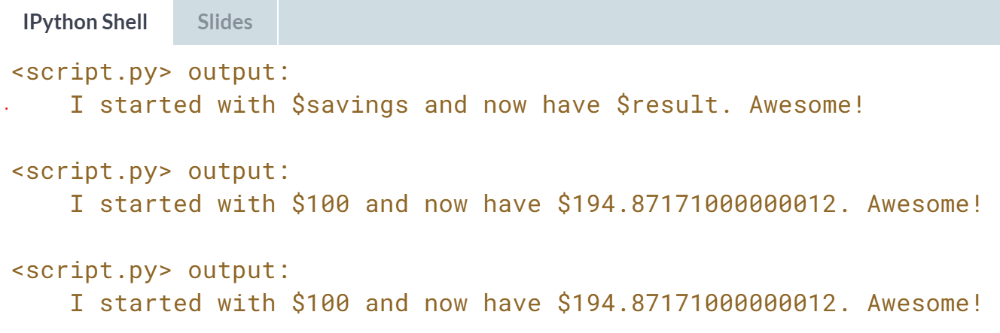 IPython Shell Slides
<script.py> output:
I started with $savings and now have $result. Awesome!
<script.py> output:
I started with $100 and now have $194.87171000000012. Awesome!
<script.py> output:
I started with $100 and now have $194.87171000000012. Awesome!